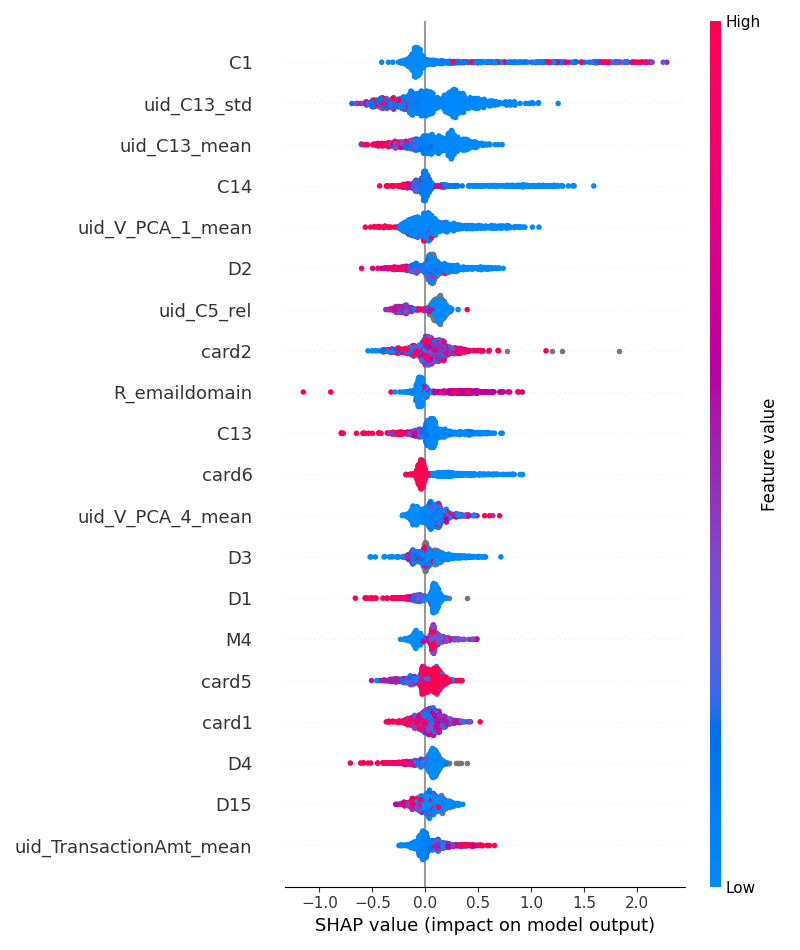 High
C1
uid_C13_std
uid_C13_mean
C14
uid_V_PCA_1_mean
D2
uid_C5_rel
card2
R_emaildomain
C13
card6
uid_V_PCA_4_mean
D3
D1
M4
card5
card1
D4
D15
uid_TransactionAmt_mean
Feature value
Low
−1.0 −0.5 0.0 0.5 1.0 1.5 2.0
SHAP value (impact on model output)